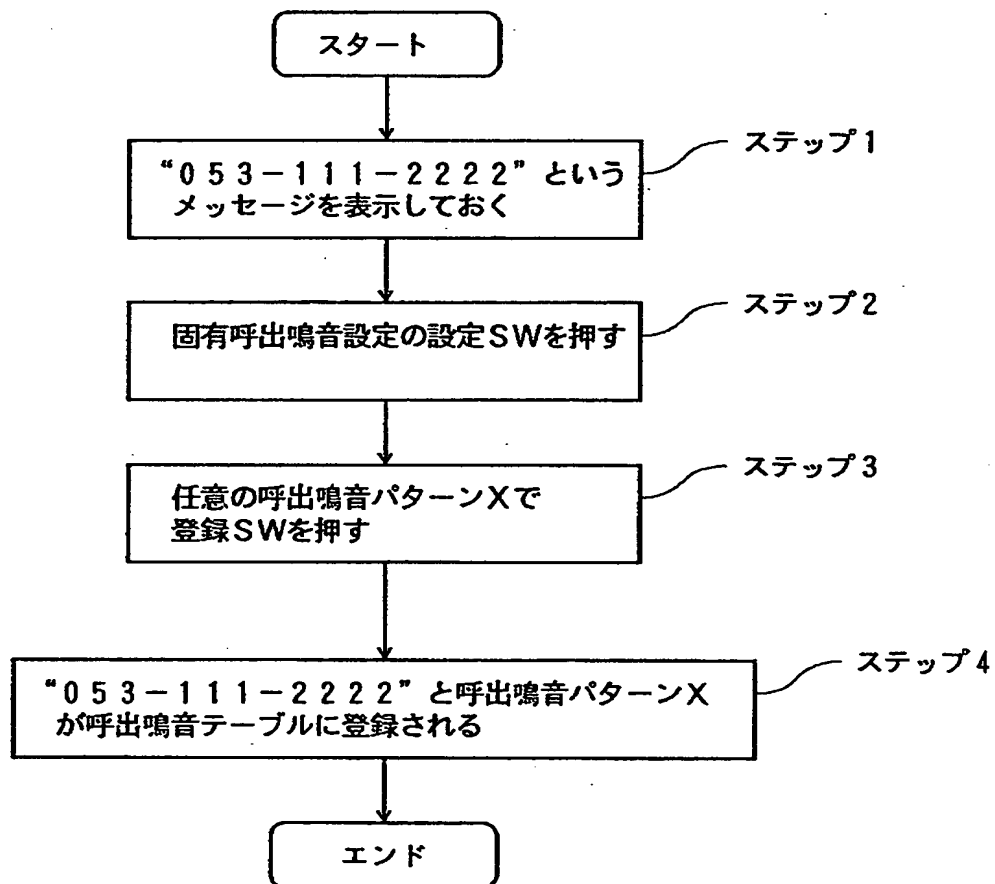 スタート
ステップ1
“053-111-2222”という
メッセージを表示しておく
ステップ2
固有呼出鳴音設定の設定SWを押す
ステップ3
任意の呼出鳴音パターンXで
登録SWを押す
ステップ4
“053-111-2222”と呼出鳴音パターンX
が呼出鳴音テーブルに登録される
エンド